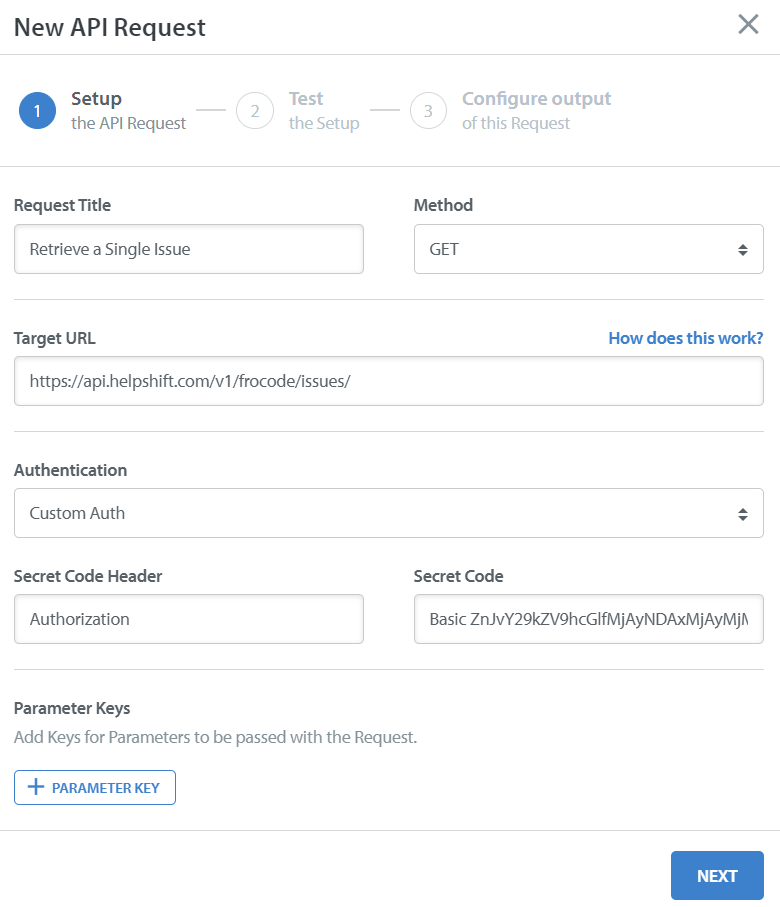 New API Request
1 Setup the API Request
2 Test the Setup
3 Configure output of this Request
Request Title
Retrieve a Single Issue
Method
GET
Target URL
How does this work?
https://api.helpshift.com/v1/frocode/issues/
Authentication
Custom Auth
Secret Code Header
Authorization
Secret Code
Basic ZnJvY29kZV9hcGlfMjAyNDAxMjAyMjM
Parameter Keys
Add Keys for Parameters to be passed with the Request.
+ PARAMETER KEY
NEXT